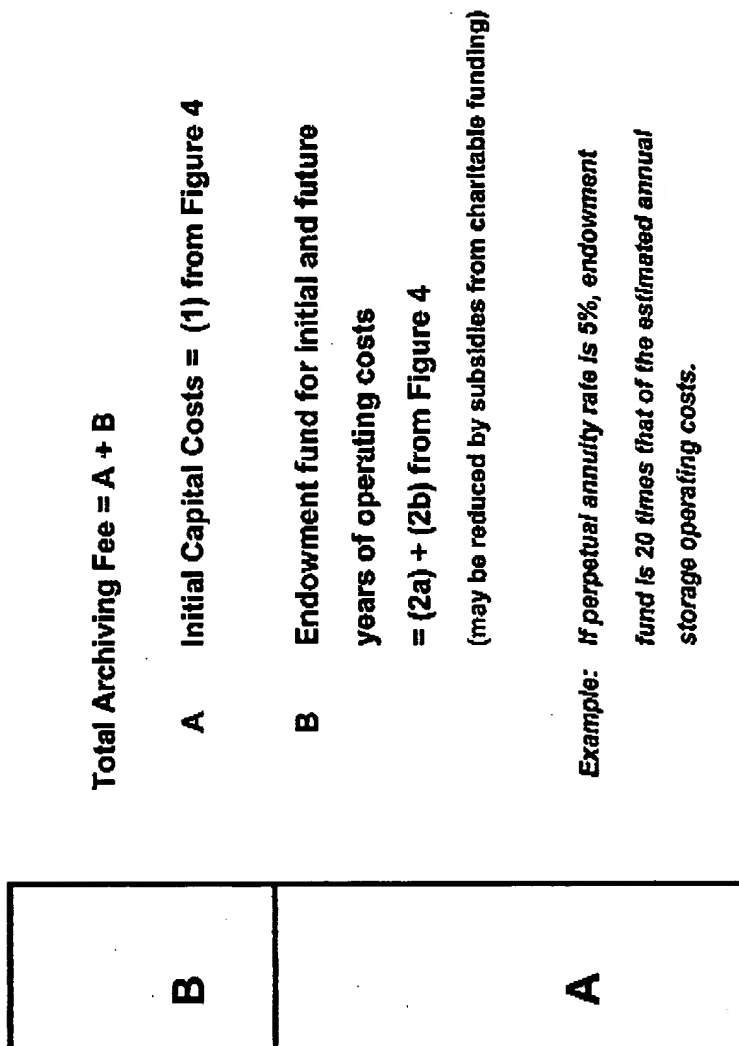 Total Archiving Fee = A + B
A Initial Capital Costs = (1) from Figure 4
B Endowment fund for initial and future
years of operating costs
= (2a) + (2b) from Figure 4
(may be reduced by subsidies from charitable funding)
Example: If perpetual annuity rate is 5%, endowment
fund is 20 times that of the estimated annual
storage operating costs.
B
A